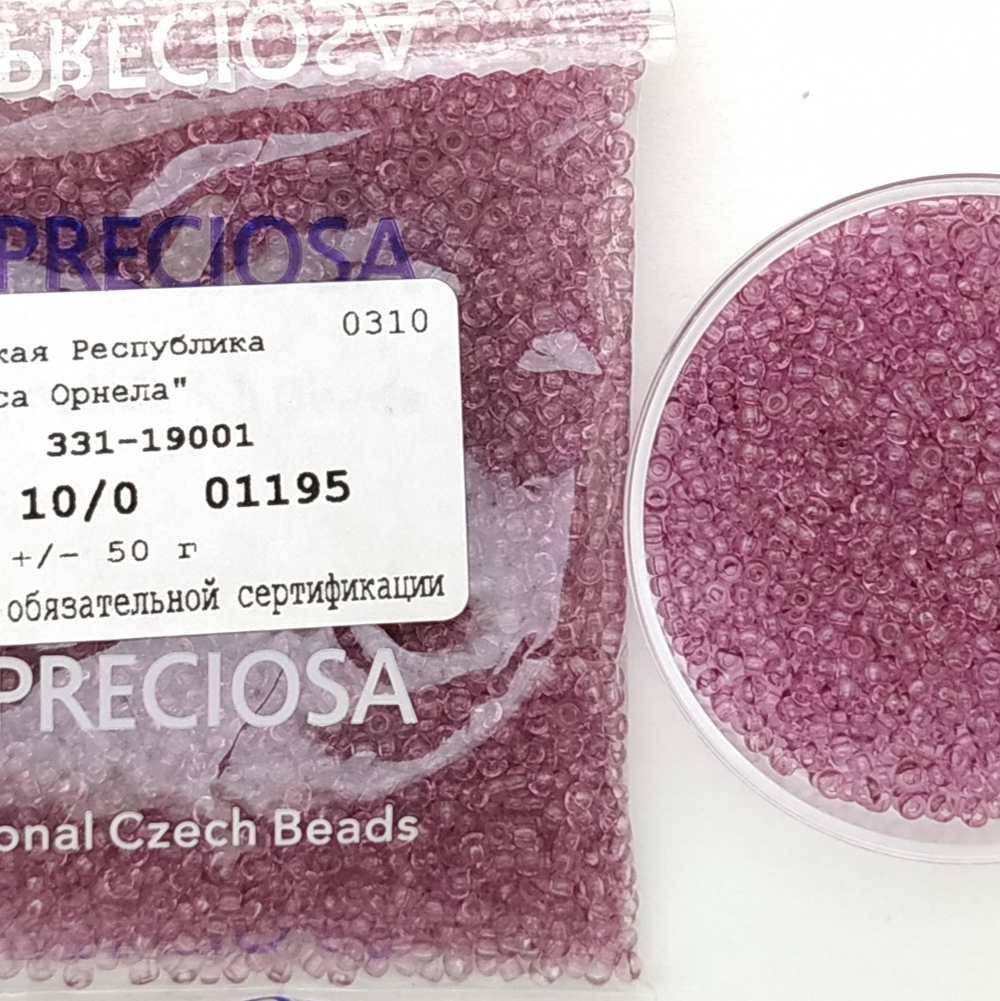 PRECIOSA
PRECIOSA
0310
кая Республика
са Орнела"
331-19001
10/0 01195
+/- 50 г
обязательной сертификации
PRECIOSA
onal Czech Beads